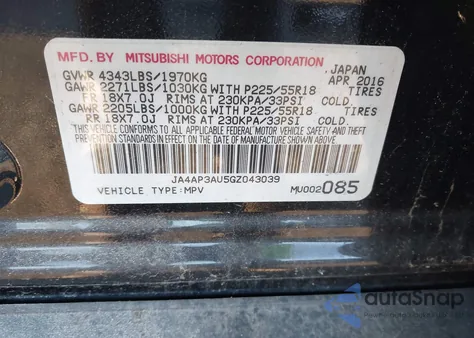 MFD. BY MITSUBISHI MOTORS CORPORATION JAPAN
GVWR 4343LBS/1970KG APR 2016
GAWR 2271LBS/1030KG WITH P225/55R18 TIRES
FR 18X7.0J RIMS AT 230KPA/33PSI COLD.
GAWR 2205LBS/1000KG WITH P225/55R18 TIRES
RR 18X7.0J RIMS AT 230KPA/33PSI COLD.
THIS VEHICLE CONFORMS TO ALL APPLICABLE FEDERAL MOTOR VEHICLE SAFETY AND THEFT
PREVENTION STANDARDS IN EFFECT ON THE DATE OF MANUFACTURE SHOWN ABOVE.
JA4AP3AU5GZ043039
VEHICLE TYPE:MPV MU002085
autoSnap